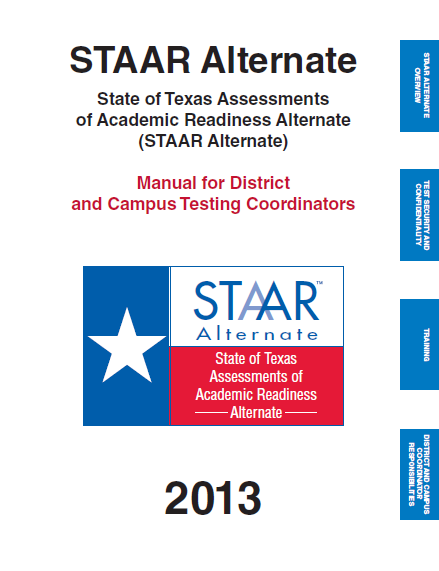 STAAR Alternate
State of Texas Assessments
of Academic Readiness Alternate
(STAAR Alternate)
Manual for District
and Campus Testing Coordinators
STAAR™
Alternate
State of Texas
Assessments of
Academic Readiness
Alternate
2013
STAAR ALTERNATE
OVERVIEW
TEST SECURITY AND
CONFIDENTIALITY
TRAINING
DISTRICT AND CAMPUS
COORDINATOR
RESPONSIBILITIES